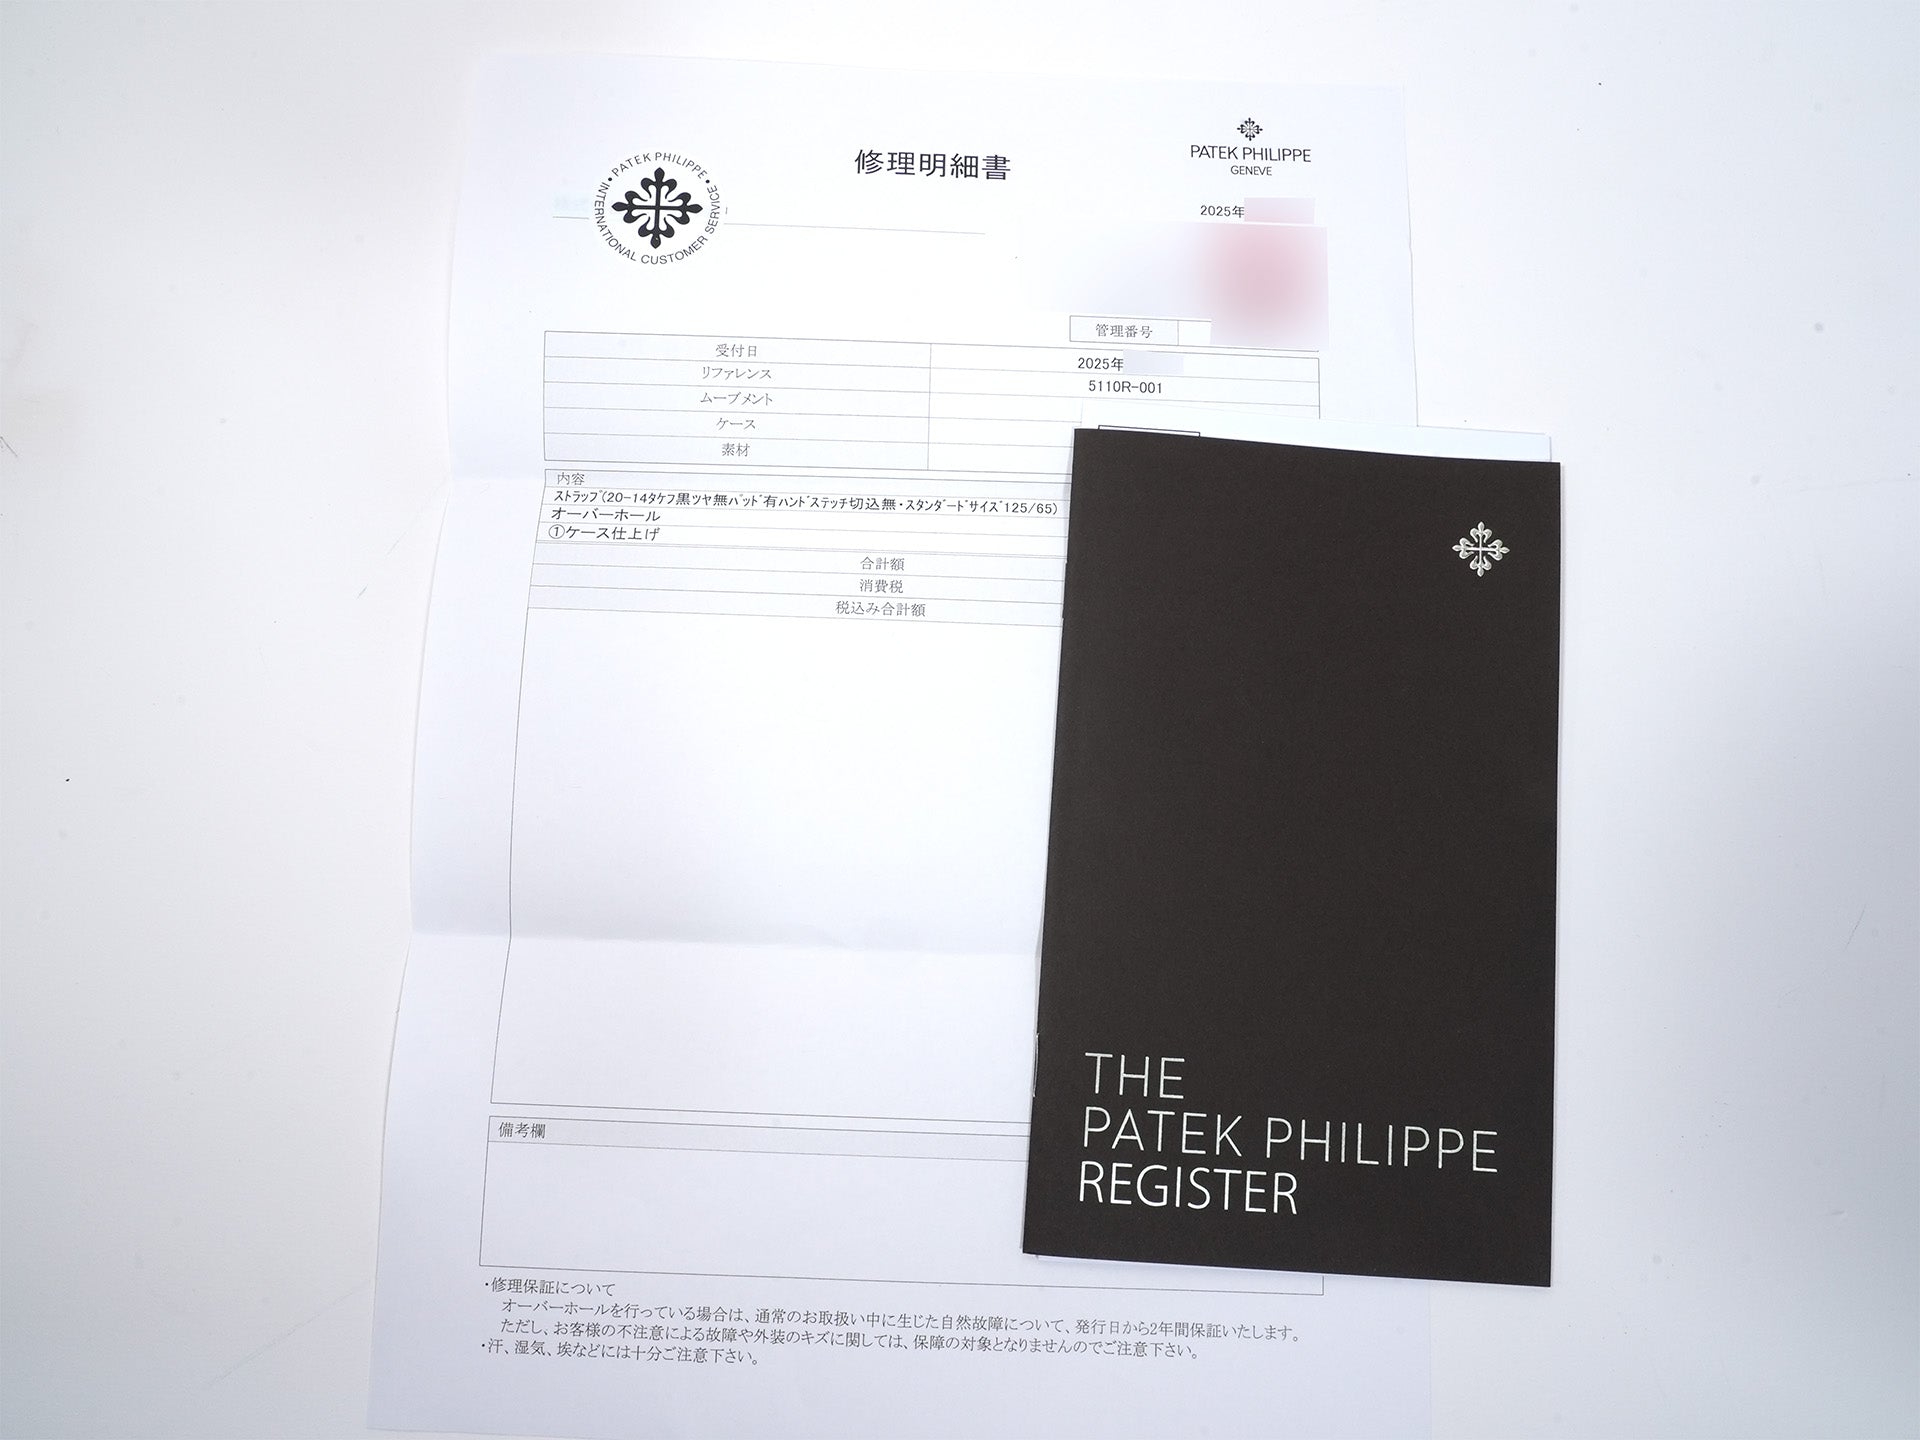 修理明細書
PATEK PHILIPPE
GENEVE
• PATEK PHILIPPE •
INTERNATIONAL CUSTOMER SERVICE
2025年
管理番号
受付日 2025年
リファレンス 5110R-001
ムーブメント
ケース
素材
内容
ストラップ(20-14タケフ黒ツヤ無パッド有ハンドステッチ切込無・スタンダードサイズ125/65)
オーバーホール
①ケース仕上げ
合計額
消費税
税込み合計額
備考欄
・修理保証について
オーバーホールを行っている場合は、通常のお取扱い中に生じた自然故障について、発行日から2年間保証いたします。
ただし、お客様の不注意による故障や外装のキズに関しては、保障の対象となりませんのでご注意下さい。
・汗、湿気、埃などには十分ご注意下さい。
THE
PATEK PHILIPPE
REGISTER